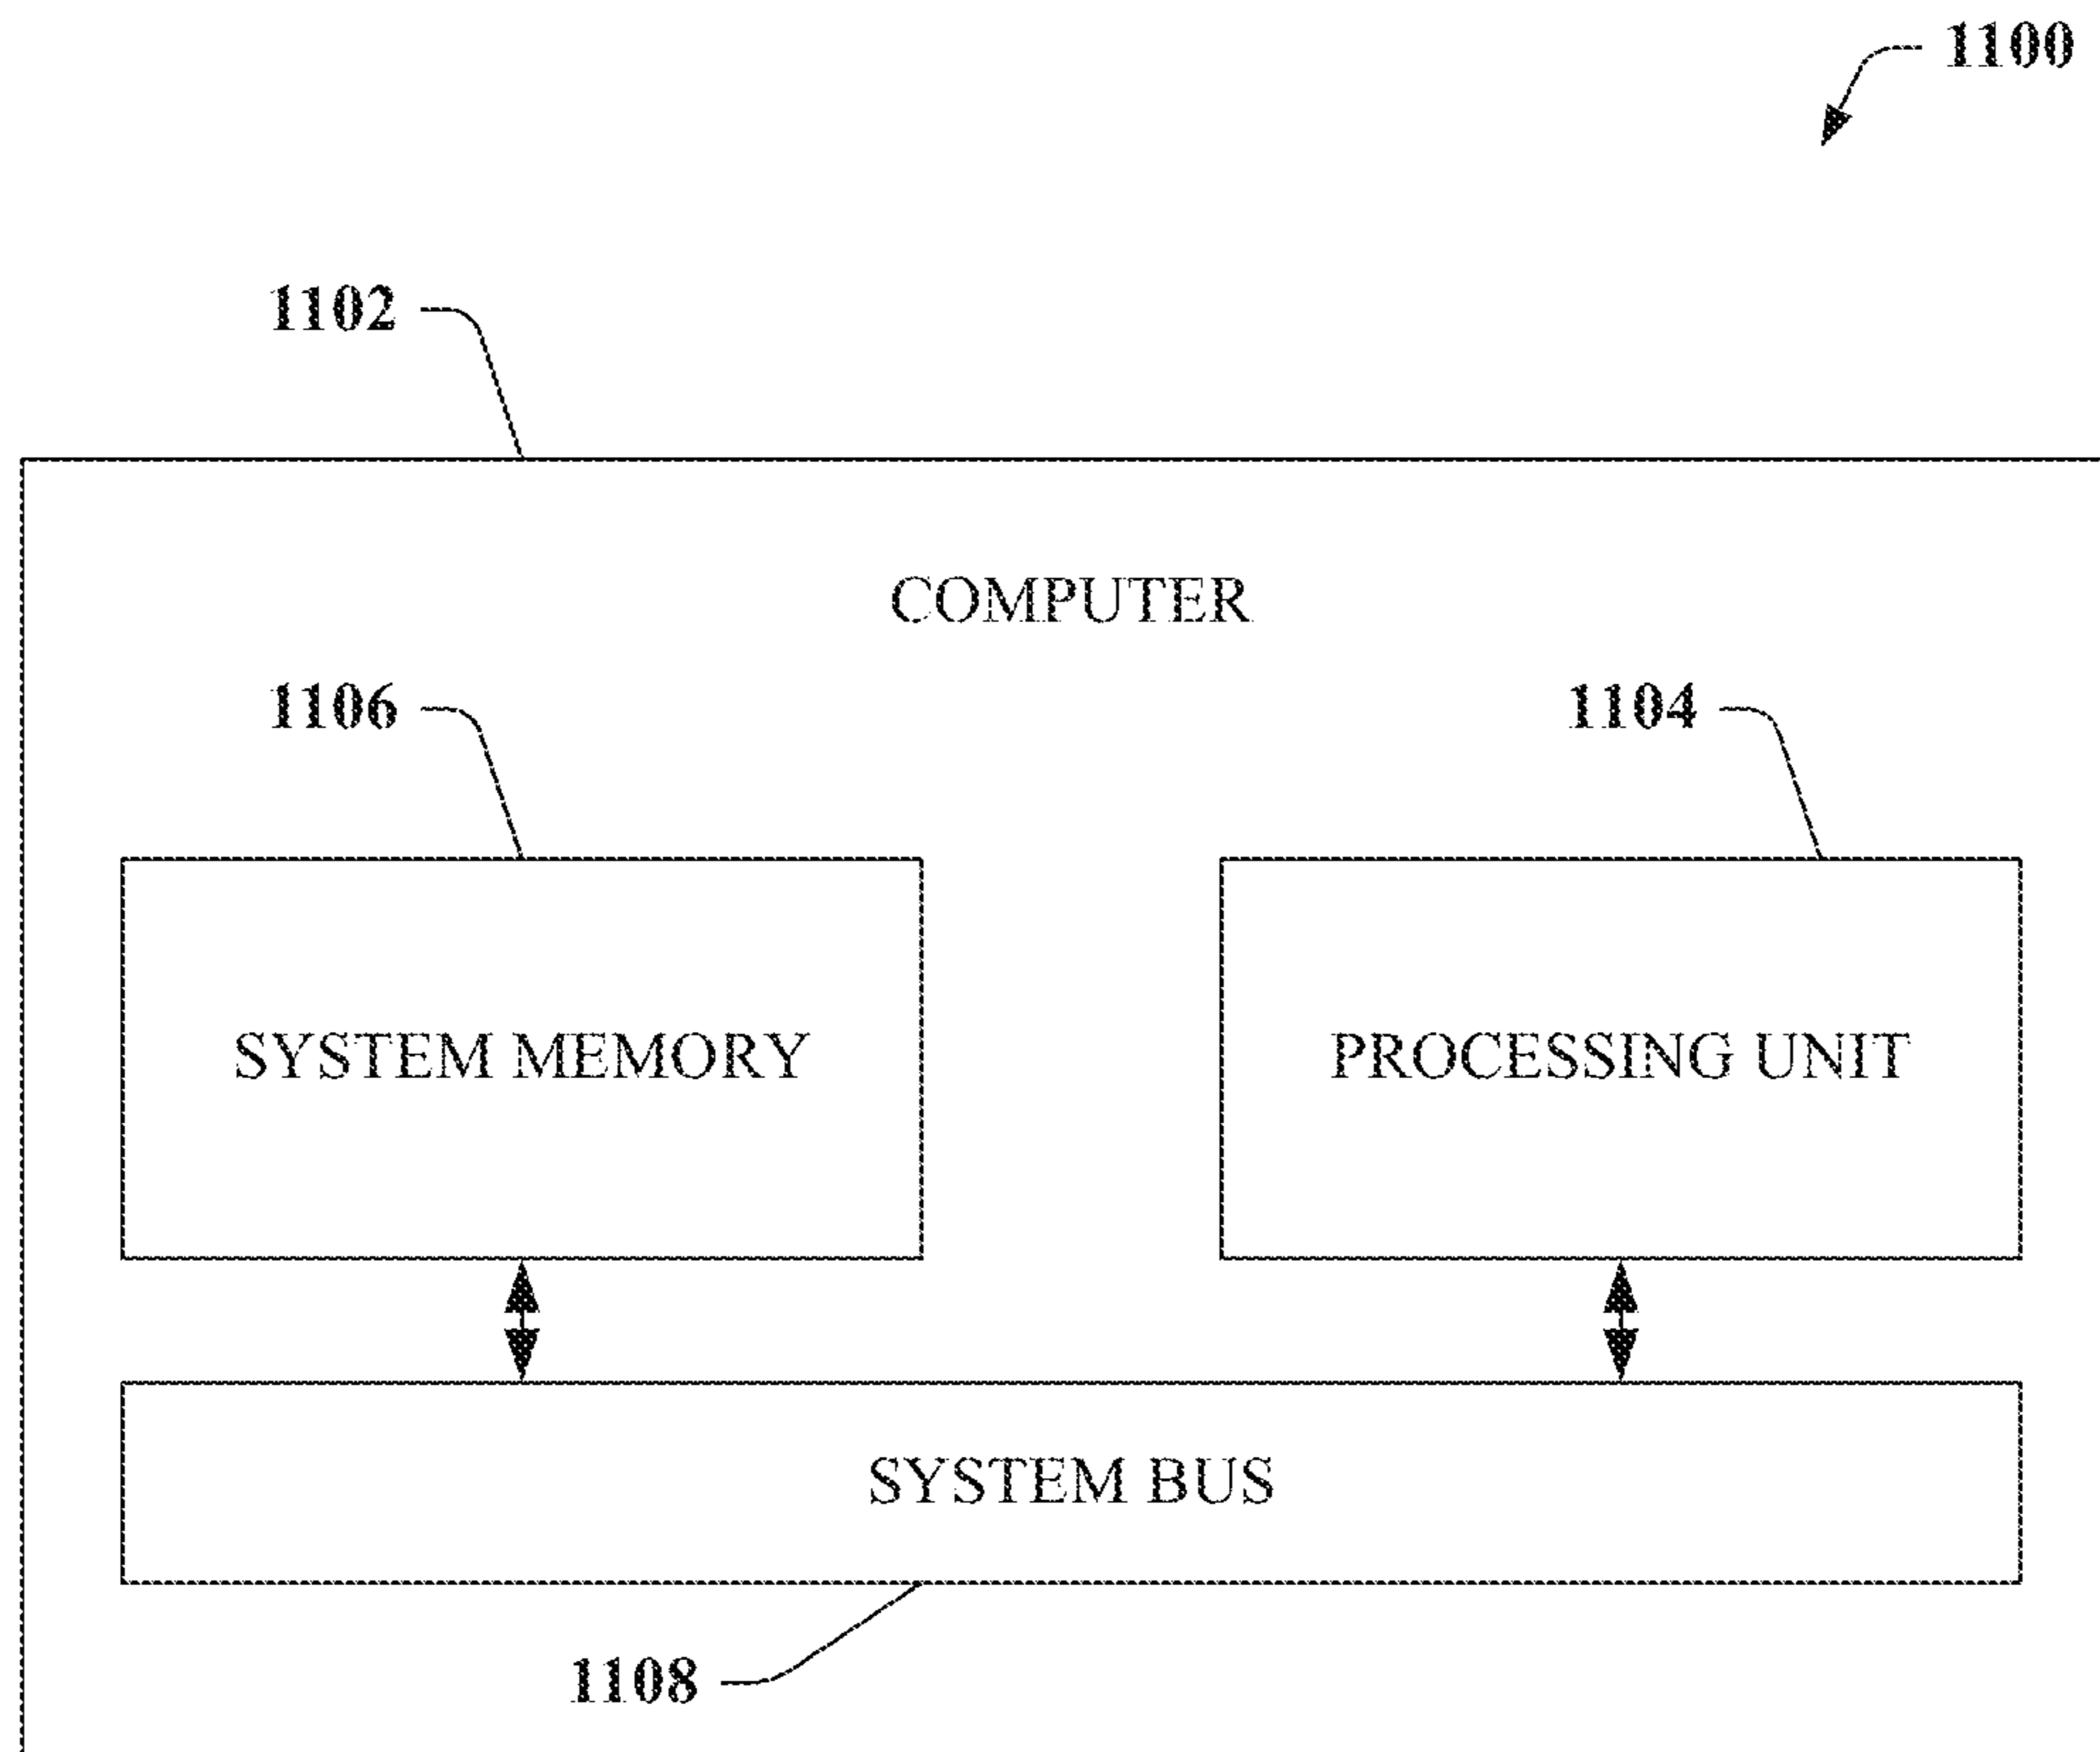 1100
1102
COMPUTER
1106
1104
SYSTEM MEMORY
PROCESSING UNIT
SYSTEM BUS
1108